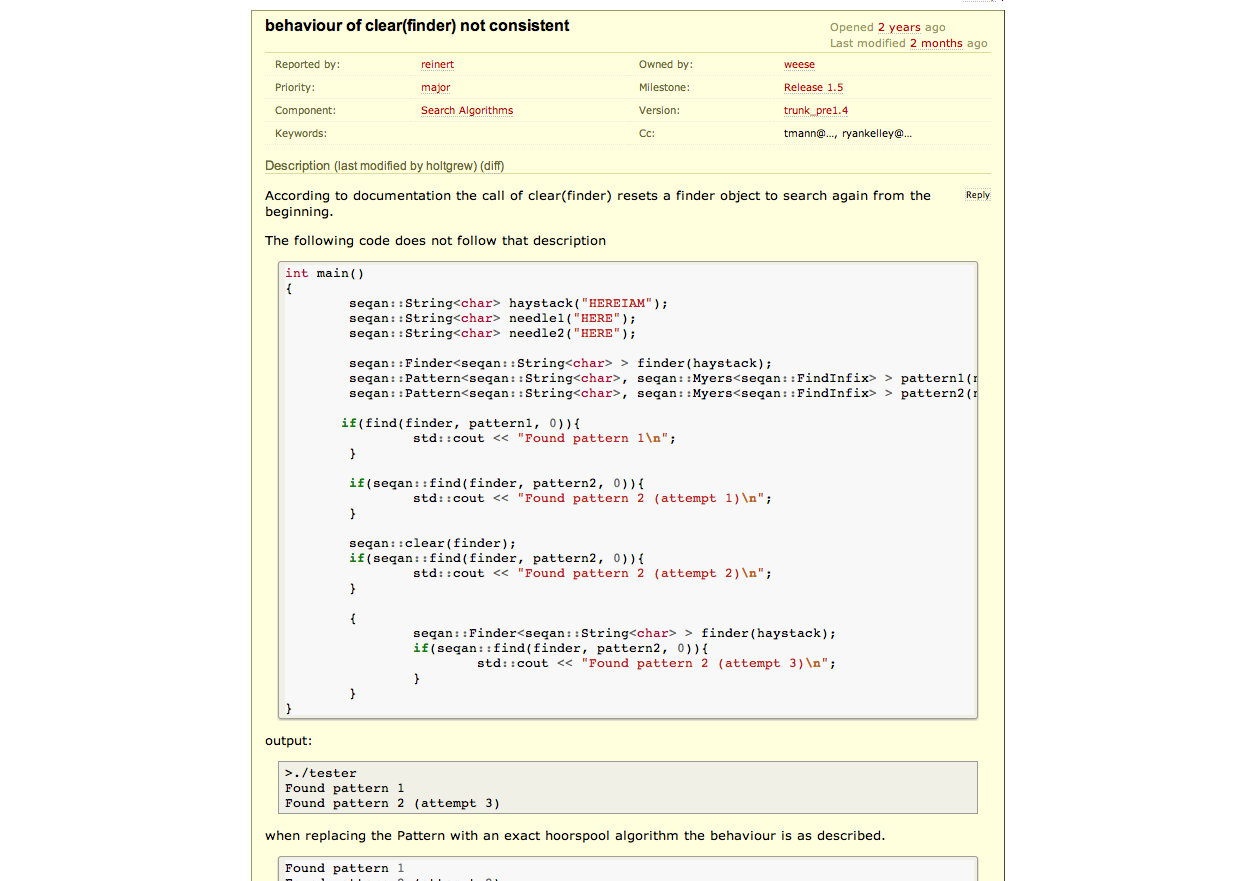 behaviour of clear(finder) not consistent
Opened 2 years ago
Last modified 2 months ago
Reported by: reinert Owned by: weese
Priority: major Milestone: Release 1.5
Component: Search Algorithms Version: trunk_pre1.4
Keywords: Cc: tmann@…, ryankelley@…
Description (last modified by holtgrew) (diff)
According to documentation the call of clear(finder) resets a finder object to search again from the Reply
beginning.
The following code does not follow that description
int main()
{
seqan::String<char> haystack("HEREIAM");
seqan::String<char> needle1("HERE");
seqan::String<char> needle2("HERE");
seqan::Finder<seqan::String<char> > finder(haystack);
seqan::Pattern<seqan::String<char>, seqan::Myers<seqan::FindInfix> > pattern1(
seqan::Pattern<seqan::String<char>, seqan::Myers<seqan::FindInfix> > pattern2(
if(find(finder, pattern1, 0)){
std::cout << "Found pattern 1\n";
}
if(seqan::find(finder, pattern2, 0)){
std::cout << "Found pattern 2 (attempt 1)\n";
}
seqan::clear(finder);
if(seqan::find(finder, pattern2, 0)){
std::cout << "Found pattern 2 (attempt 2)\n";
}
{
seqan::Finder<seqan::String<char> > finder(haystack);
if(seqan::find(finder, pattern2, 0)){
std::cout << "Found pattern 2 (attempt 3)\n";
}
}
}
output:
>./tester
Found pattern 1
Found pattern 2 (attempt 3)
when replacing the Pattern with an exact hoorspool algorithm the behaviour is as described.
Found pattern 1